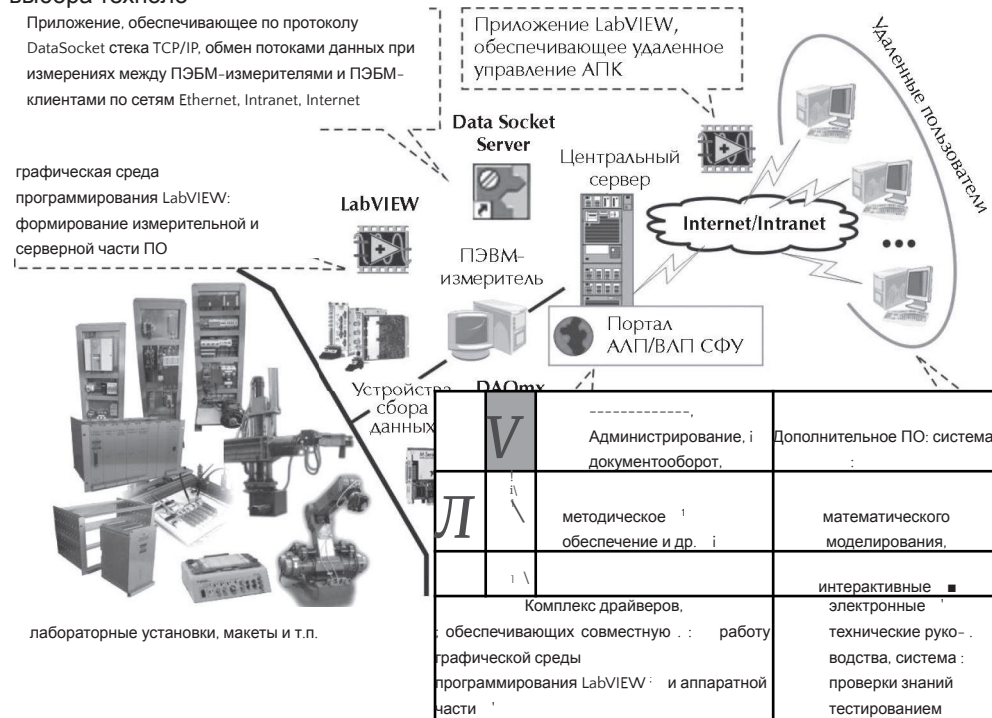 выбора техноло
Приложение, обеспечивающее по протоколу
DataSocket стека TCP/IP, обмен потоками данных при
измерениях между ПЭБМ-измерителями и ПЭБМ-
клиентами по сетям Ethernet, Intranet, Internet
Приложение LabVIEW,
обеспечивающее удаленное
управление АПК
Удаленные пользователи
Data Socket
Server
Центральный
сервер
графическая среда
программирования LabVIEW:
формирование измерительной и
серверной части ПО
LabVIEW
Internet/Intranet
ПЭВМ-
измеритель
Портал
АЛП/ВЛП СФУ
Устройства
сбора
данных
DAQmx
V
Администрирование, i
документооборот,
Дополнительное ПО: система
:
Л
методическое
обеспечение и др. i
математического
моделирования,
интерактивные ■
лабораторные установки, макеты и т.п.
Комплекс драйверов,
обеспечивающих совместную . : работу
графической среды
программирования LabVIEW : и аппаратной
части '
электронные '
технические руко- .
водства, система :
проверки знаний
тестированием